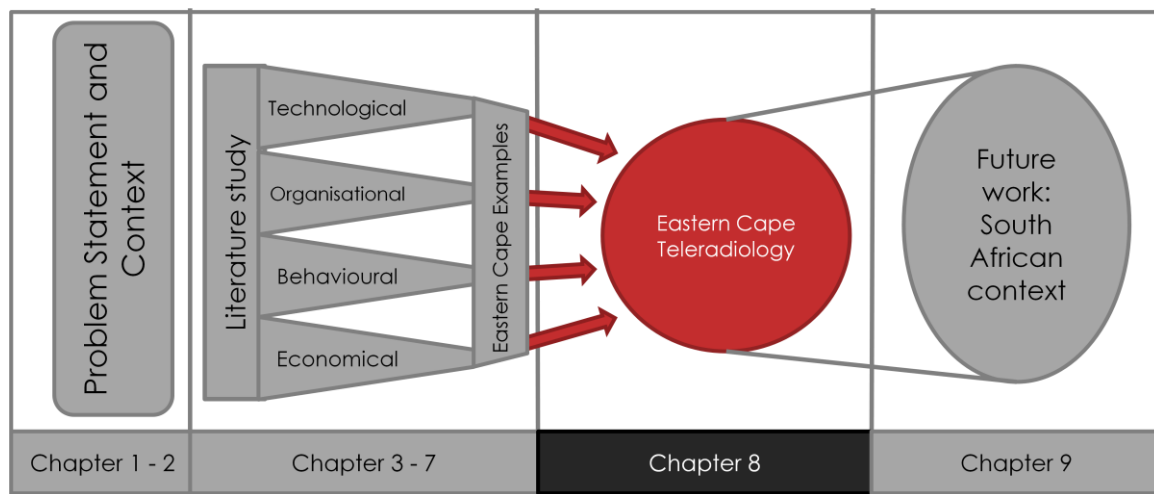 Problem Statement and
Context
Literature study
Technological
Organisational
Behavioural
Economical
Eastern Cape Examples
Eastern Cape
Teleradiology
Future
work:
South
African
context
Chapter 1 - 2
Chapter 3 - 7
Chapter 8
Chapter 9